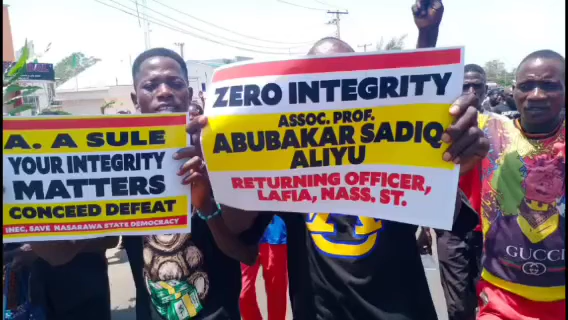 A. A SULE
YOUR INTEGRITY
MATTERS
CONCEED DEFEAT
INEC, SAVE NASARAWA STATE DEMOCRACY
ZERO INTEGRITY
ASSOC. PROF.
ABUBAKAR SADIQ
ALIYU
RETURNING OFFICER,
LAFIA, NASS. ST.
GUCCI